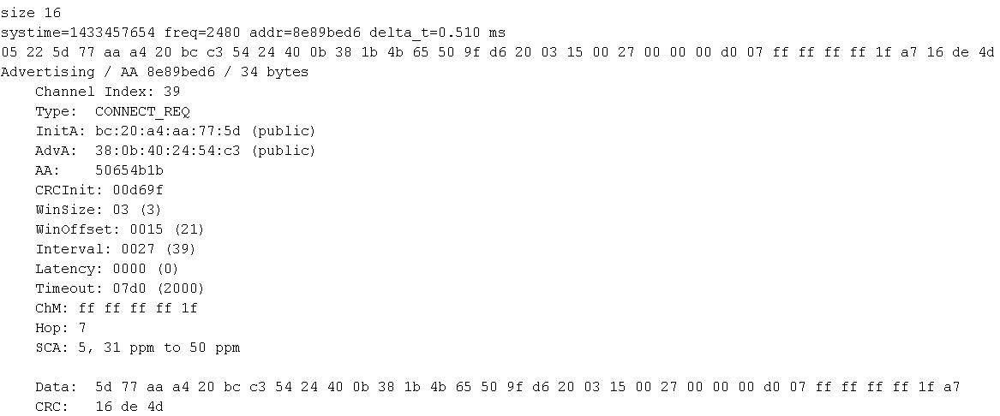 size 16
systime=1433457654 freq=2480 addr=8e89bed6 delta_t=0.510 ms
05 22 5d 77 aa a4 20 bc c3 54 24 40 0b 38 1b 4b 65 50 9f d6 20 03 15 00 27 00 00 00 d0 07 ff ff ff ff 1f a7 16 de 4d
Advertising / AA 8e89bed6 / 34 bytes
Channel Index: 39
Type: CONNECT_REQ
InitA: bc:20:a4:aa:77:5d (public)
AdvA: 38:0b:40:24:54:c3 (public)
AA: 50654b1b
CRCInit: 00d69f
WinSize: 03 (3)
WinOffset: 0015 (21)
Interval: 0027 (39)
Latency: 0000 (0)
Timeout: 07d0 (2000)
ChM: ff ff ff ff 1f
Hop: 7
SCA: 5, 31 ppm to 50 ppm
Data: 5d 77 aa a4 20 bc c3 54 24 40 0b 38 1b 4b 65 50 9f d6 20 03 15 00 27 00 00 00 d0 07 ff ff ff ff 1f a7
CRC: 16 de 4d